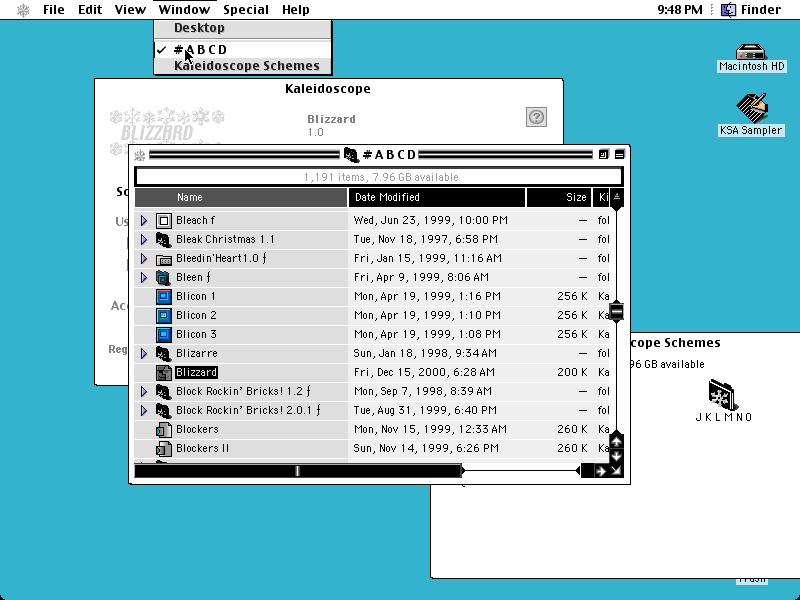 File Edit View Window Special Help
9:48 PM Finder
Desktop
✓ #ABCD
Kaleidoscope Schemes
Macintosh HD
KSA Sampler
Kaleidoscope
BLIZZARD
Blizzard
1.0
?
#ABCD
1,191 items, 7.96 GB available
Name Date Modified Size Ki
Bleach ƒ Wed, Jun 23, 1999, 10:00 PM — fol
Bleak Christmas 1.1 Tue, Nov 18, 1997, 6:58 PM — fol
Bleedin'Heart1.0 ƒ Fri, Jan 15, 1999, 11:16 AM — fol
Bleen ƒ Fri, Apr 9, 1999, 8:06 AM — fol
Blicon 1 Mon, Apr 19, 1999, 1:16 PM 256 K Ka
Blicon 2 Mon, Apr 19, 1999, 1:10 PM 256 K Ka
Blicon 3 Mon, Apr 19, 1999, 1:08 PM 256 K Ka
Blizarre Sun, Jan 18, 1998, 9:34 AM — fol
Blizzard Fri, Dec 15, 2000, 6:28 AM 200 K Ka
Block Rockin' Bricks! 1.2 ƒ Mon, Sep 7, 1998, 8:39 AM — fol
Block Rockin' Bricks! 2.0.1 ƒ Tue, Aug 31, 1999, 6:40 PM — fol
Blockers Mon, Nov 15, 1999, 12:33 AM 260 K Ka
Blockers II Sun, Nov 14, 1999, 6:26 PM 260 K Ka
Sc
Us
Acc
Reg
cope Schemes
96 GB available
JKLMNO